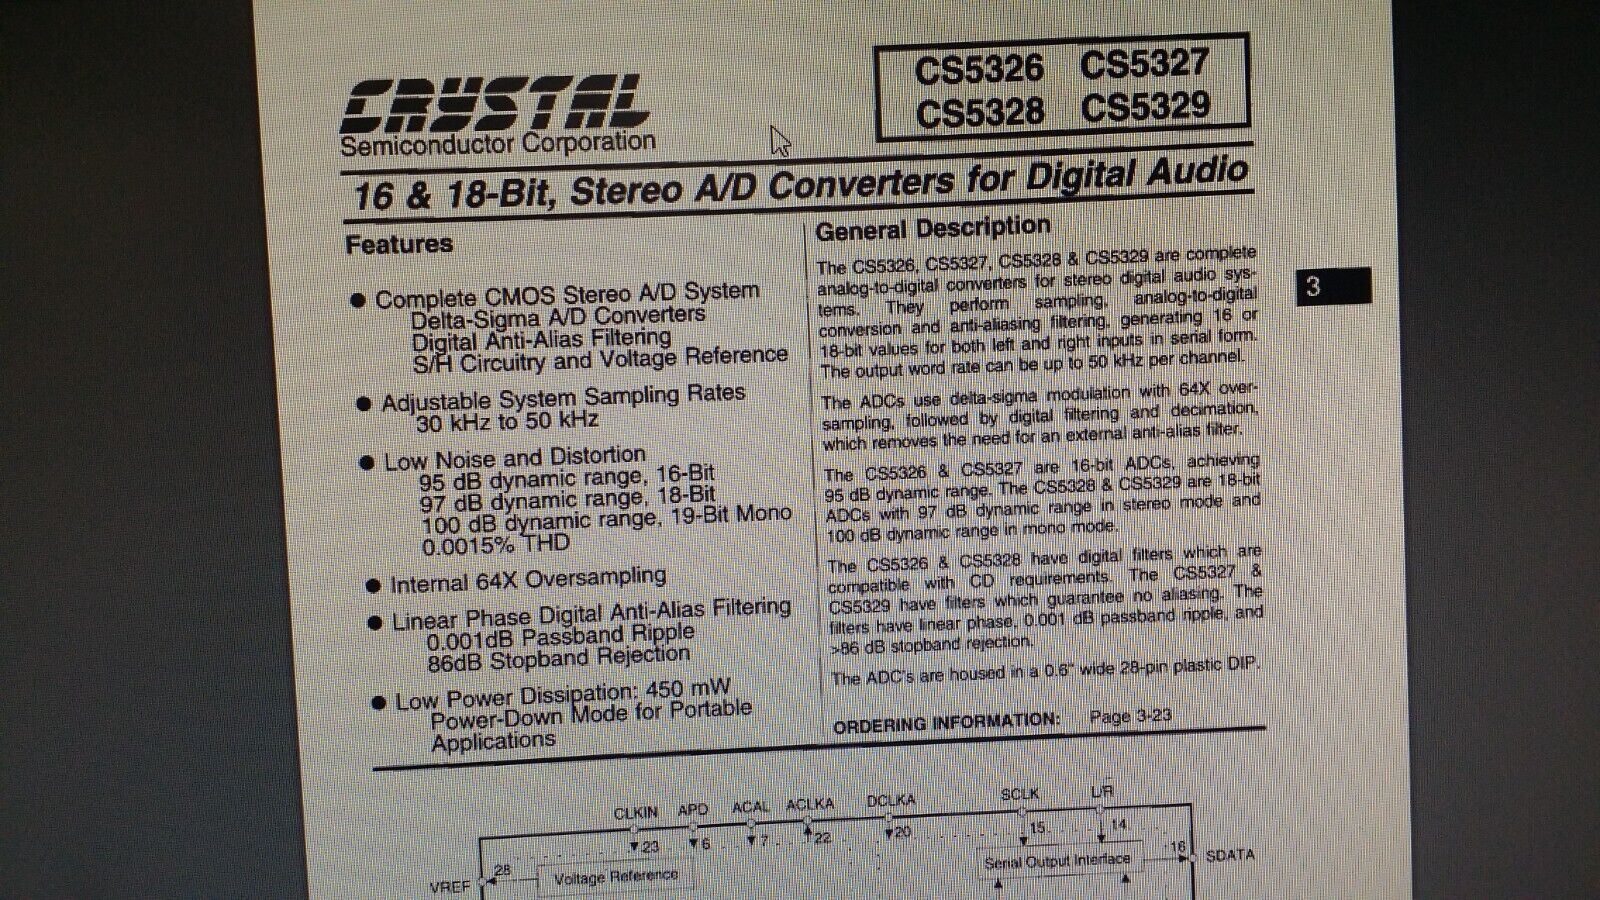 CRYSTAL
Semiconductor Corporation
CS5326 CS5327
CS5328 CS5329
16 & 18-Bit, Stereo A/D Converters for Digital Audio
Features
● Complete CMOS Stereo A/D System
Delta-Sigma A/D Converters
Digital Anti-Alias Filtering
S/H Circuitry and Voltage Reference
● Adjustable System Sampling Rates
30 kHz to 50 kHz
● Low Noise and Distortion
95 dB dynamic range, 16-Bit
97 dB dynamic range, 18-Bit
100 dB dynamic range, 19-Bit Mono
0.0015% THD
● Internal 64X Oversampling
● Linear Phase Digital Anti-Alias Filtering
0.001dB Passband Ripple
86dB Stopband Rejection
● Low Power Dissipation: 450 mW
Power-Down Mode for Portable
Applications
General Description
The CS5326, CS5327, CS5328 & CS5329 are complete
analog-to-digital converters for stereo digital audio sys-
tems. They perform sampling, analog-to-digital
conversion and anti-aliasing filtering, generating 16 or
18-bit values for both left and right inputs in serial form.
The output word rate can be up to 50 kHz per channel.
The ADCs use delta-sigma modulation with 64X over-
sampling, followed by digital filtering and decimation,
which removes the need for an external anti-alias filter.
The CS5326 & CS5327 are 16-bit ADCs, achieving
95 dB dynamic range. The CS5328 & CS5329 are 18-bit
ADCs with 97 dB dynamic range in stereo mode and
100 dB dynamic range in mono mode.
The CS5326 & CS5328 have digital filters which are
compatible with CD requirements. The CS5327 &
CS5329 have filters which guarantee no aliasing. The
filters have linear phase, 0.001 dB passband ripple, and
>86 dB stopband rejection.
The ADC's are housed in a 0.6" wide 28-pin plastic DIP.
ORDERING INFORMATION: Page 3-23
3
CLKIN APD ACAL ACLKA DCLKA SCLK L/R
23 6 7 22 20 15 14
VREF 28 Voltage Reference Serial Output Interface 16 SDATA